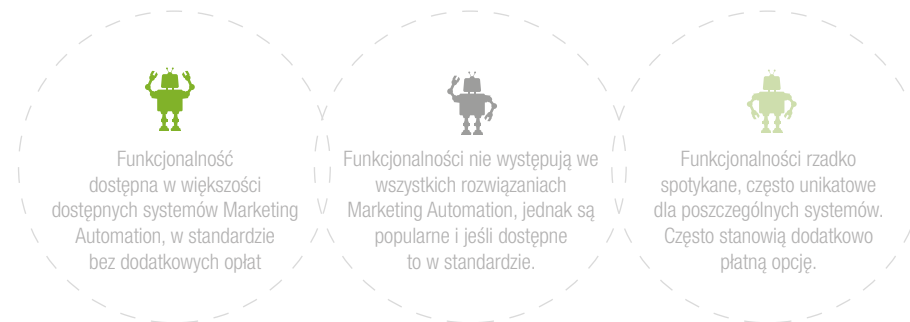 Funkcjonalność
dostępna w większości
dostępnych systemów Marketing
Automation, w standardzie
bez dodatkowych opłat
Funkcjonalności nie występują we
wszystkich rozwiązaniach
Marketing Automation, jednak są
popularne i jeśli dostępne
to w standardzie.
Funkcjonalności rzadko
spotykane, często unikatowe
dla poszczególnych systemów.
Często stanowią dodatkowo
płatną opcję.